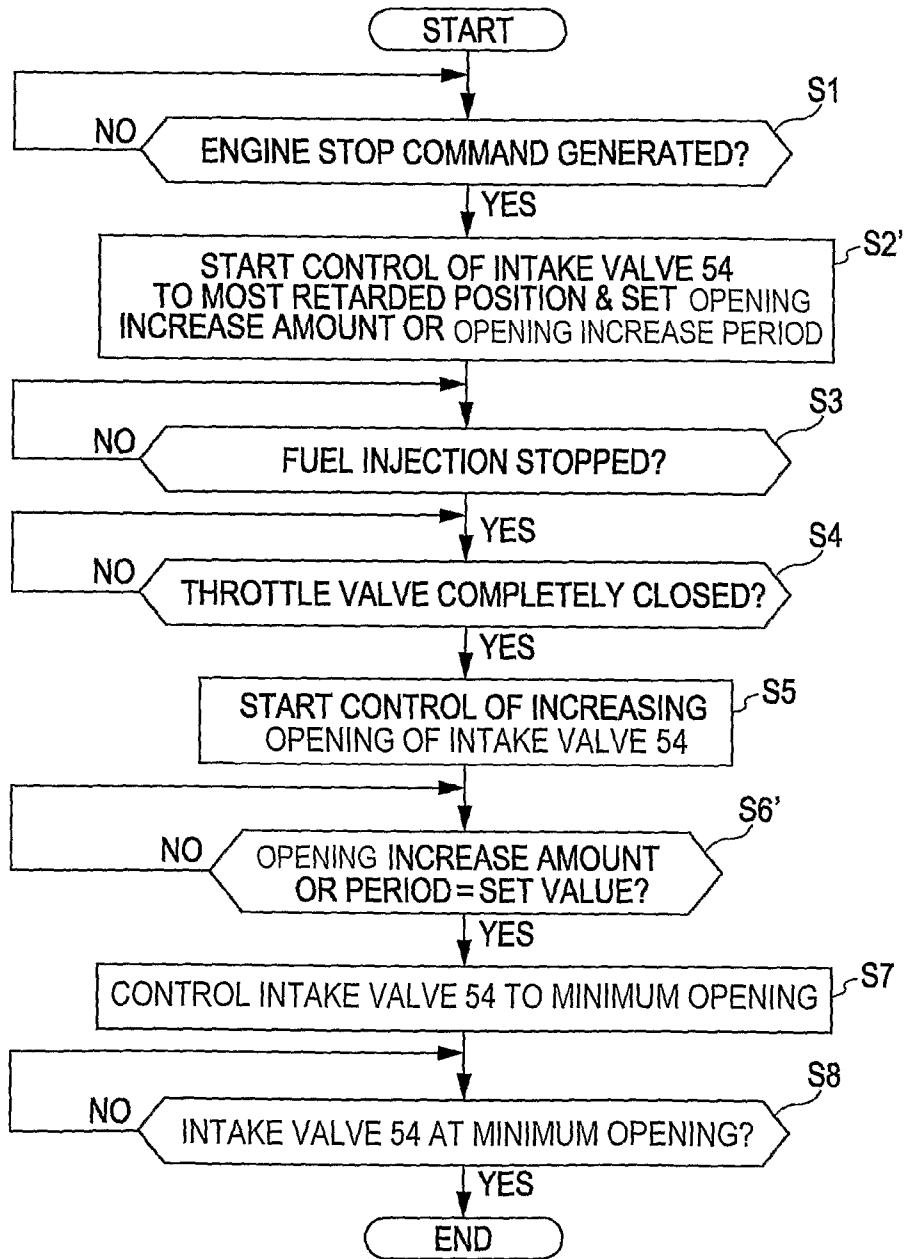 START
S1
NO
ENGINE STOP COMMAND GENERATED?
YES
S2'
START CONTROL OF INTAKE VALVE 54
TO MOST RETARDED POSITION & SET OPENING
INCREASE AMOUNT OR OPENING INCREASE PERIOD
S3
NO
FUEL INJECTION STOPPED?
YES
S4
NO
THROTTLE VALVE COMPLETELY CLOSED?
YES
S5
START CONTROL OF INCREASING
OPENING OF INTAKE VALVE 54
S6'
NO
OPENING INCREASE AMOUNT
OR PERIOD = SET VALUE?
YES
S7
CONTROL INTAKE VALVE 54 TO MINIMUM OPENING
S8
NO
INTAKE VALVE 54 AT MINIMUM OPENING?
YES
END